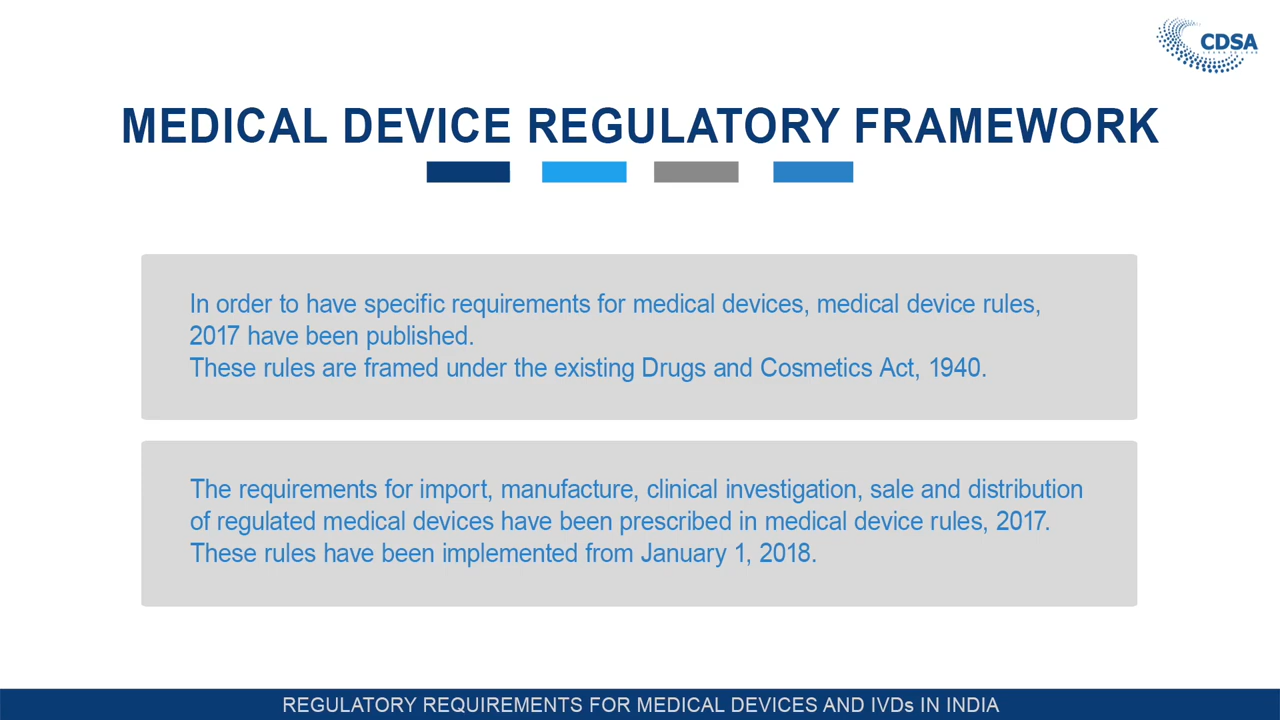 CDSA
MEDICAL DEVICE REGULATORY FRAMEWORK
In order to have specific requirements for medical devices, medical device rules,
2017 have been published.
These rules are framed under the existing Drugs and Cosmetics Act, 1940.
The requirements for import, manufacture, clinical investigation, sale and distribution
of regulated medical devices have been prescribed in medical device rules, 2017.
These rules have been implemented from January 1, 2018.
REGULATORY REQUIREMENTS FOR MEDICAL DEVICES AND IVDs IN INDIA